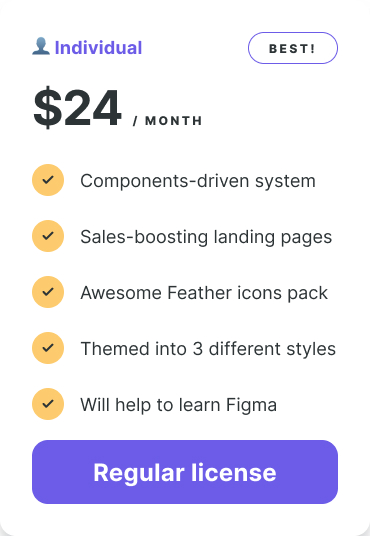 Individual
BEST!
$24 / MONTH
Components-driven system
Sales-boosting landing pages
Awesome Feather icons pack
Themed into 3 different styles
Will help to learn Figma
Regular license